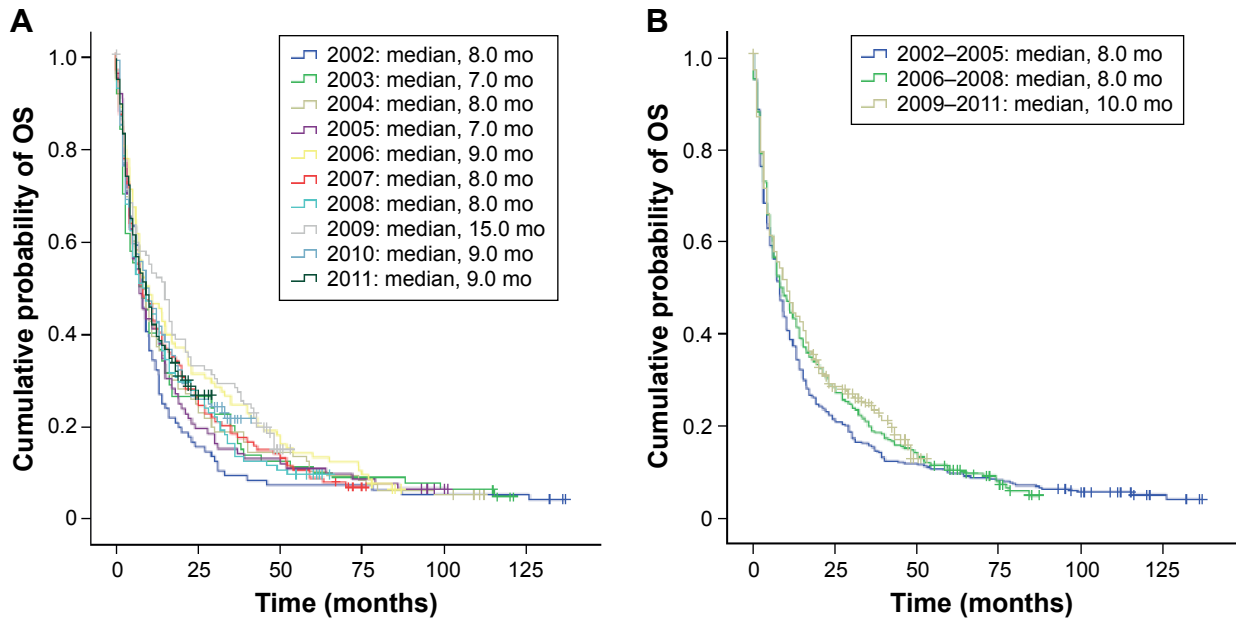 A
Cumulative probability of OS
1.0
0.8
0.6
0.4
0.2
0
2002: median, 8.0 mo
2003: median, 7.0 mo
2004: median, 8.0 mo
2005: median, 7.0 mo
2006: median, 9.0 mo
2007: median, 8.0 mo
2008: median, 8.0 mo
2009: median, 15.0 mo
2010: median, 9.0 mo
2011: median, 9.0 mo
0 25 50 75 100 125
Time (months)
B
Cumulative probability of OS
1.0
0.8
0.6
0.4
0.2
0
2002–2005: median, 8.0 mo
2006–2008: median, 8.0 mo
2009–2011: median, 10.0 mo
0 25 50 75 100 125
Time (months)